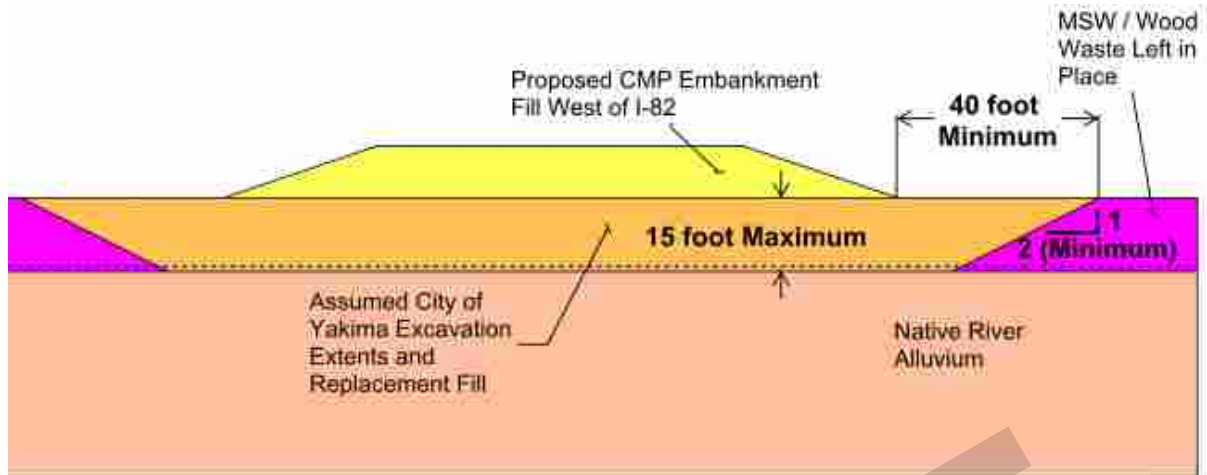 MSW / Wood
Waste Left in
Place
Proposed CMP Embankment
Fill West of I-82
40 foot
Minimum
15 foot Maximum
1
2 (Minimum)
Assumed City of
Yakima Excavation
Extents and
Replacement Fill
Native River
Alluvium